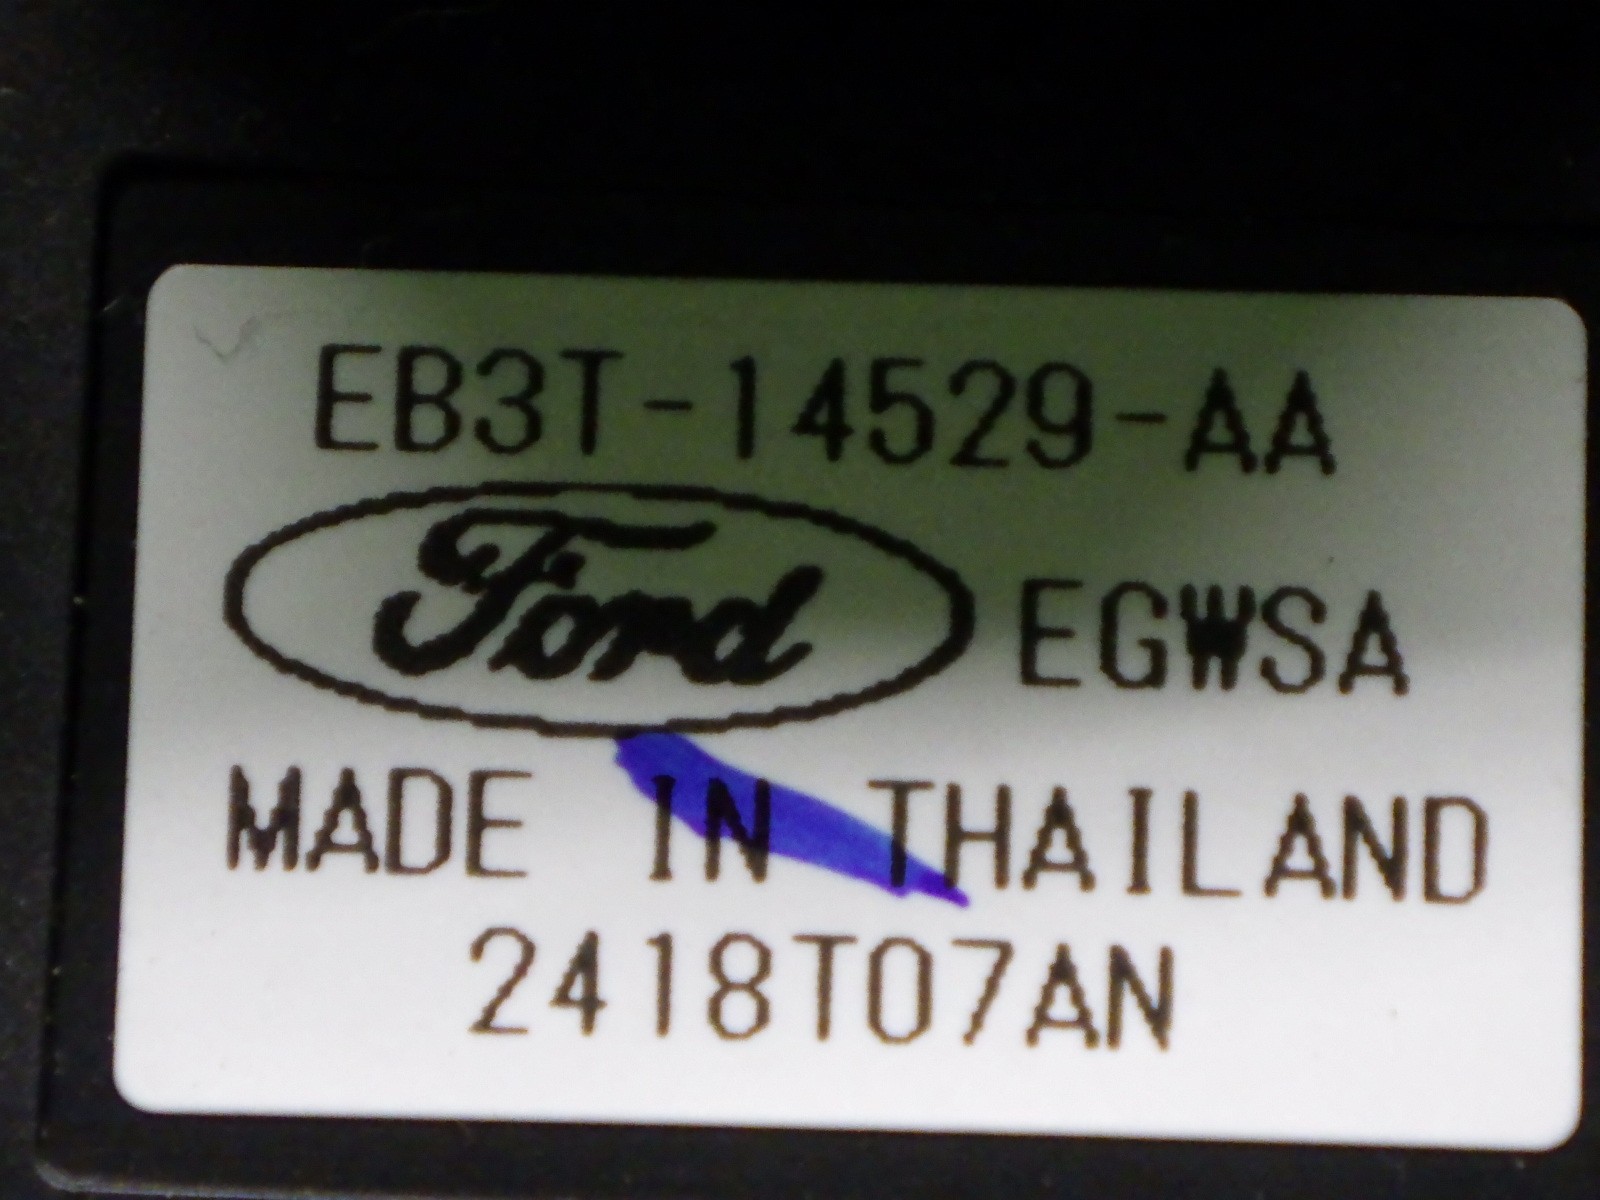 EB3T-14529-AA
Ford EGWSA
MADE IN THAILAND
2418T07AN